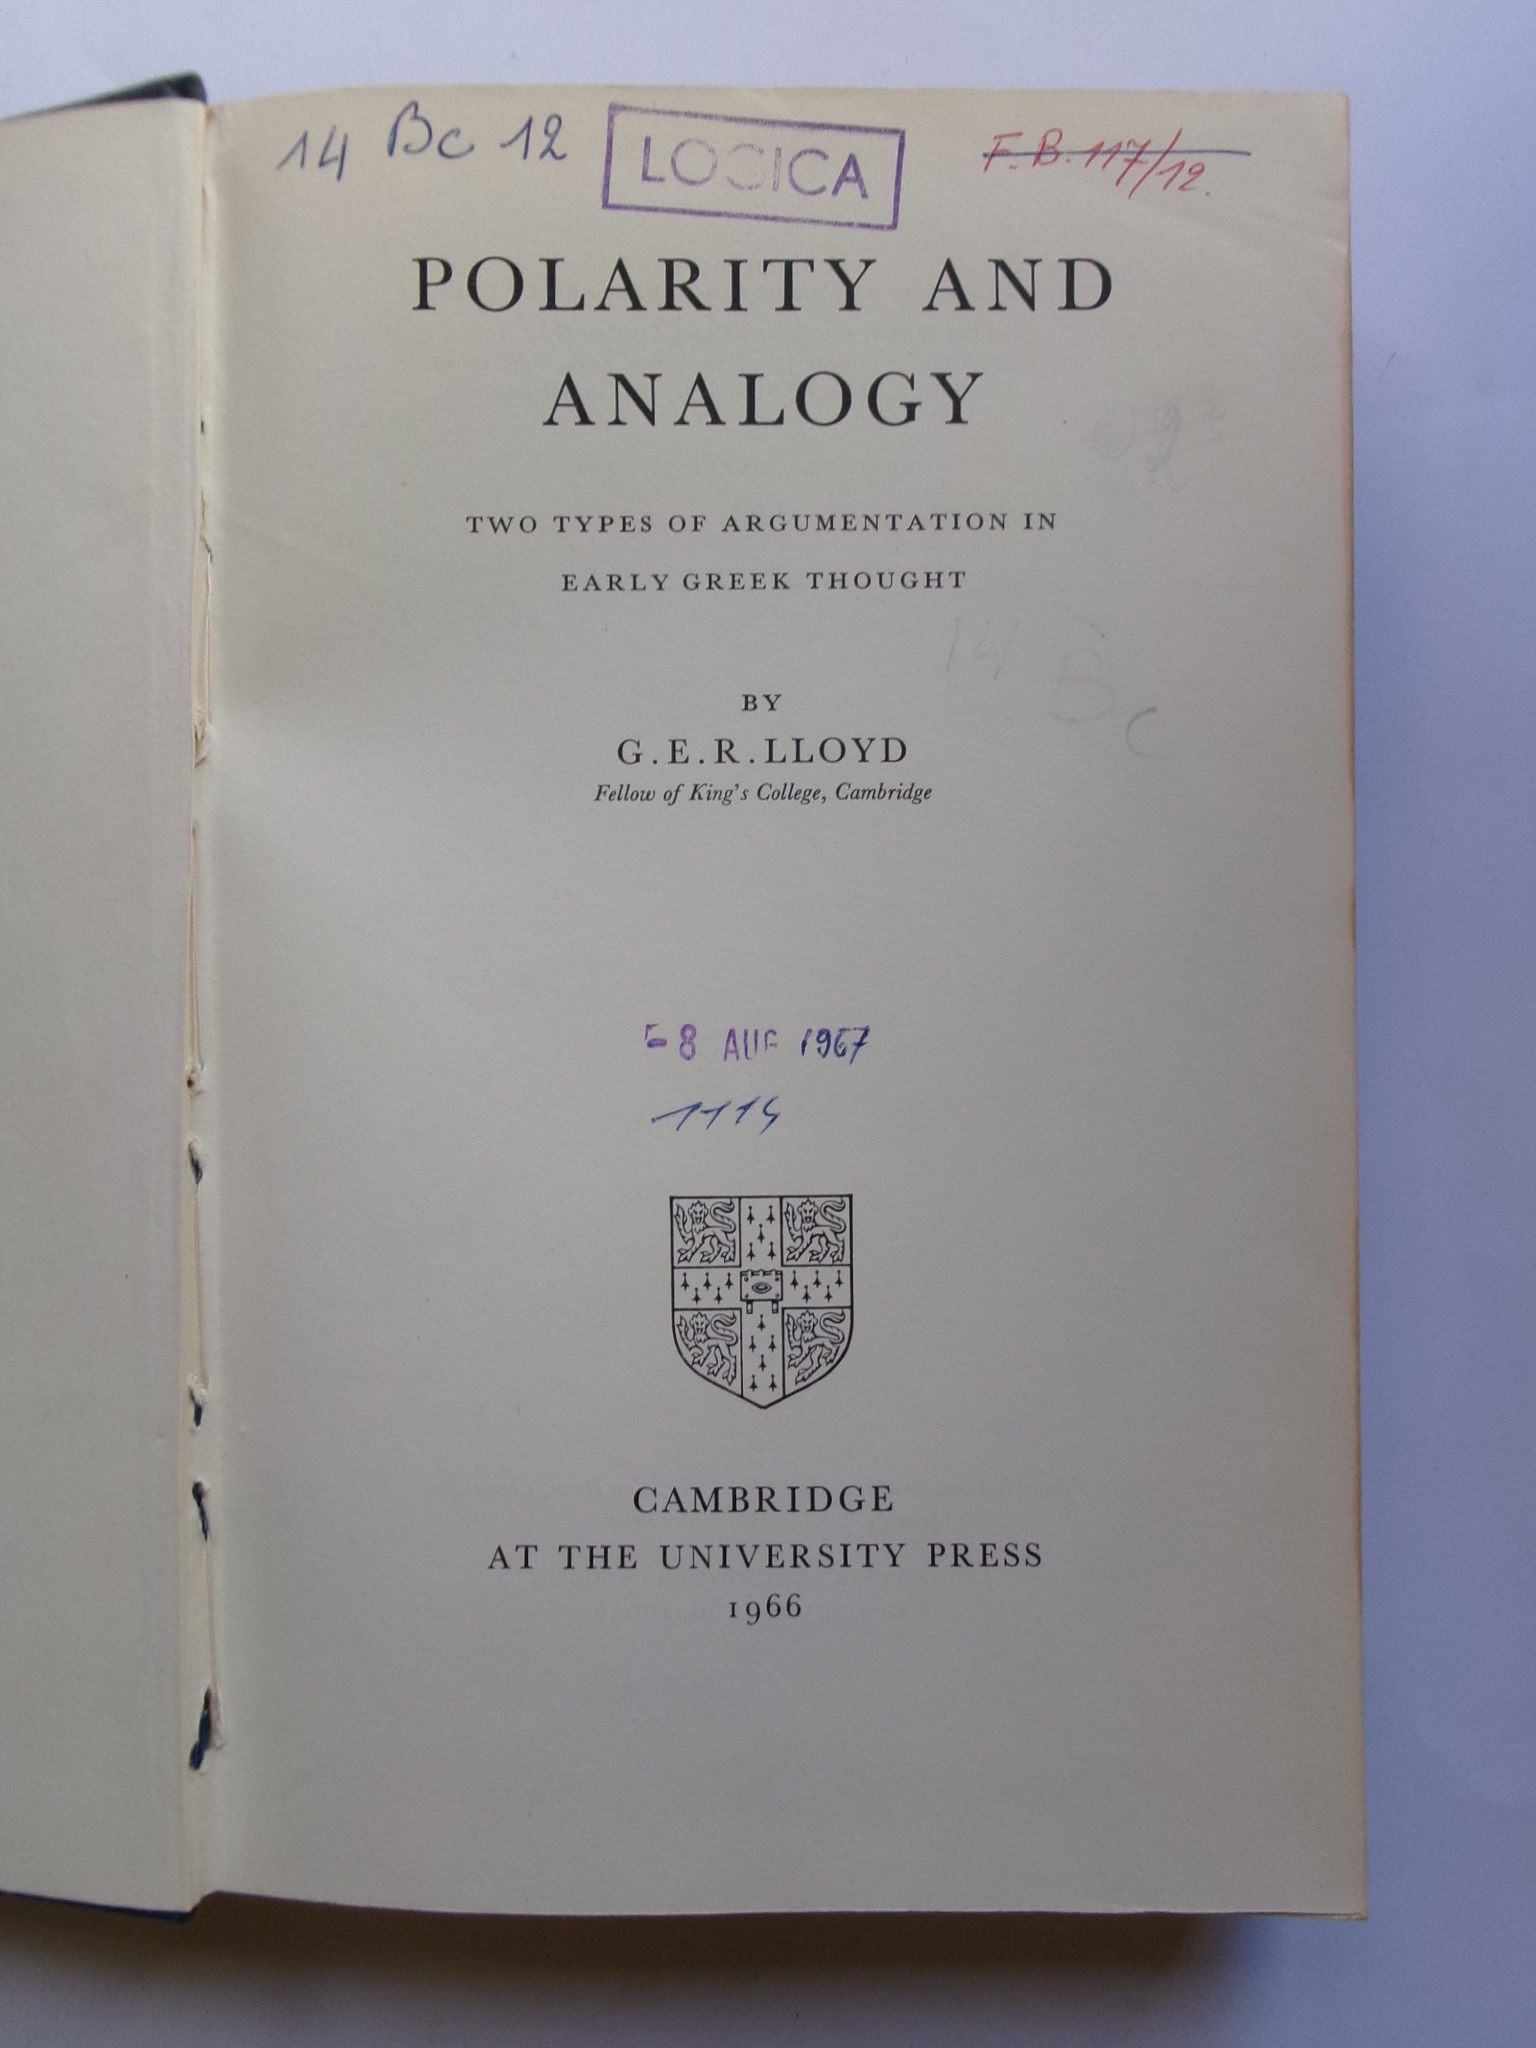 14 Bc 12 LOGICA F.B. 117/12.
POLARITY AND
ANALOGY
TWO TYPES OF ARGUMENTATION IN
EARLY GREEK THOUGHT
14 B C
BY
G.E.R.LLOYD
Fellow of King's College, Cambridge
-8 AUG 1967
1114
CAMBRIDGE
AT THE UNIVERSITY PRESS
1966